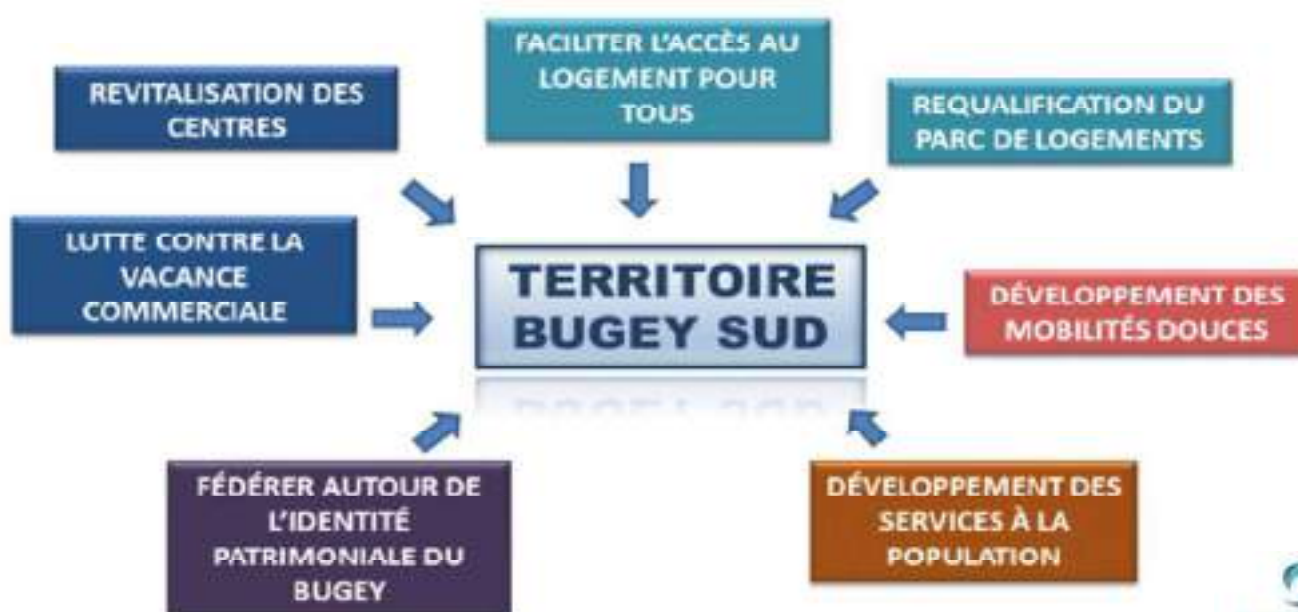 FACILITER L'ACCÈS AU
LOGEMENT POUR
TOUS
REVITALISATION DES
CENTRES
REQUALIFICATION DU
PARC DE LOGEMENTS
LUTTE CONTRE LA
VACANCE
COMMERCIALE
TERRITOIRE
BUGEY SUD
DÉVELOPPEMENT DES
MOBILITÉS DOUCES
FÉDÉRER AUTOUR DE
L'IDENTITÉ
PATRIMONIALE DU
BUGEY
DÉVELOPPEMENT DES
SERVICES À LA
POPULATION